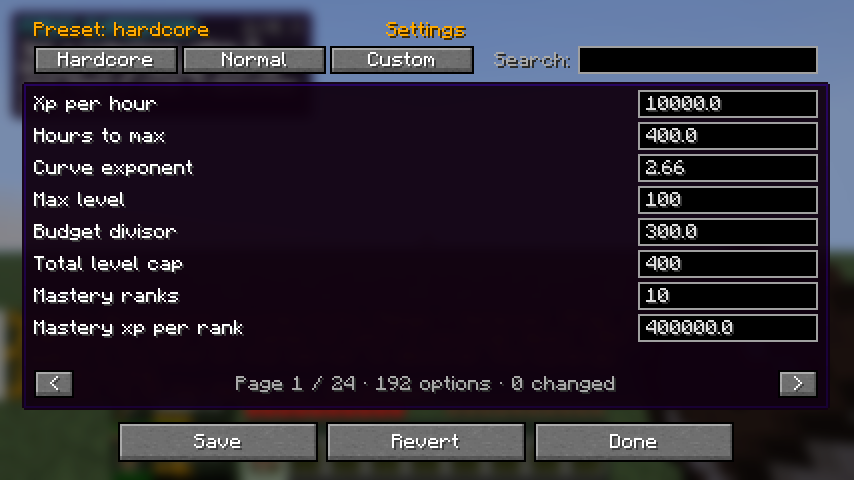 Preset: hardcore
Settings
Hardcore
Normal
Custom
Search:
Xp per hour 10000.0
Hours to max 400.0
Curve exponent 2.66
Max level 100
Budget divisor 300.0
Total level cap 400
Mastery ranks 10
Mastery xp per rank 400000.0
<
Page 1 / 24 · 192 options · 0 changed
>
Save
Revert
Done